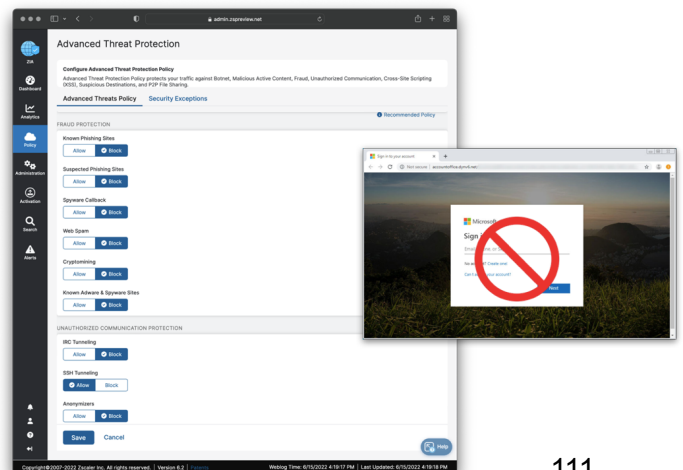 admin.zspreview.net
ZIA
Dashboard
Analytics
Policy
Administration
Activation
Search
Alerts
Advanced Threat Protection
Configure Advanced Threat Protection Policy
Advanced Threat Protection Policy protects your traffic against Botnet, Malicious Active Content, Fraud, Unauthorized Communication, Cross-Site Scripting
(XSS), Suspicious Destinations, and P2P File Sharing.
Advanced Threats Policy Security Exceptions
Recommended Policy
FRAUD PROTECTION
Known Phishing Sites
Allow Block
Suspected Phishing Sites
Allow Block
Spyware Callback
Allow Block
Web Spam
Allow Block
Cryptomining
Allow Block
Known Adware & Spyware Sites
Allow Block
UNAUTHORIZED COMMUNICATION PROTECTION
IRC Tunneling
Allow Block
SSH Tunneling
Allow Block
Anonymizers
Allow Block
Save Cancel
Help
Copyright©2007-2022 Zscaler Inc. All rights reserved. | Version 6.2 |
Weblog Time: 6/15/2022 4:19:17 PM | Last Updated: 6/15/2022 4:19:18 PM
Sign in to your account
Not secure
Sign
Create one!
your account?
Next
111